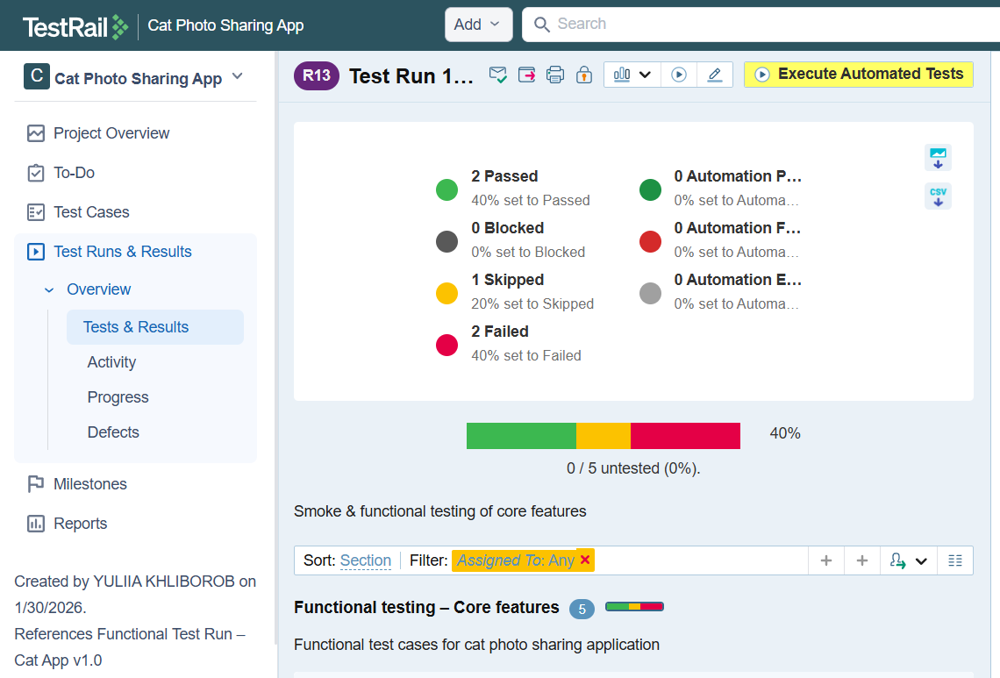 TestRail Cat Photo Sharing App Add Search
C Cat Photo Sharing App
Project Overview
To-Do
Test Cases
Test Runs & Results
Overview
Tests & Results
Activity
Progress
Defects
Milestones
Reports
Created by YULIIA KHLIBOROB on
1/30/2026.
References Functional Test Run –
Cat App v1.0
R13 Test Run 1... Execute Automated Tests
2 Passed
40% set to Passed
0 Blocked
0% set to Blocked
1 Skipped
20% set to Skipped
2 Failed
40% set to Failed
0 Automation P...
0% set to Automa...
0 Automation F...
0% set to Automa...
0 Automation E...
0% set to Automa...
CSV
40%
0 / 5 untested (0%).
Smoke & functional testing of core features
Sort: Section Filter: Assigned To: Any
Functional testing – Core features 5
Functional test cases for cat photo sharing application